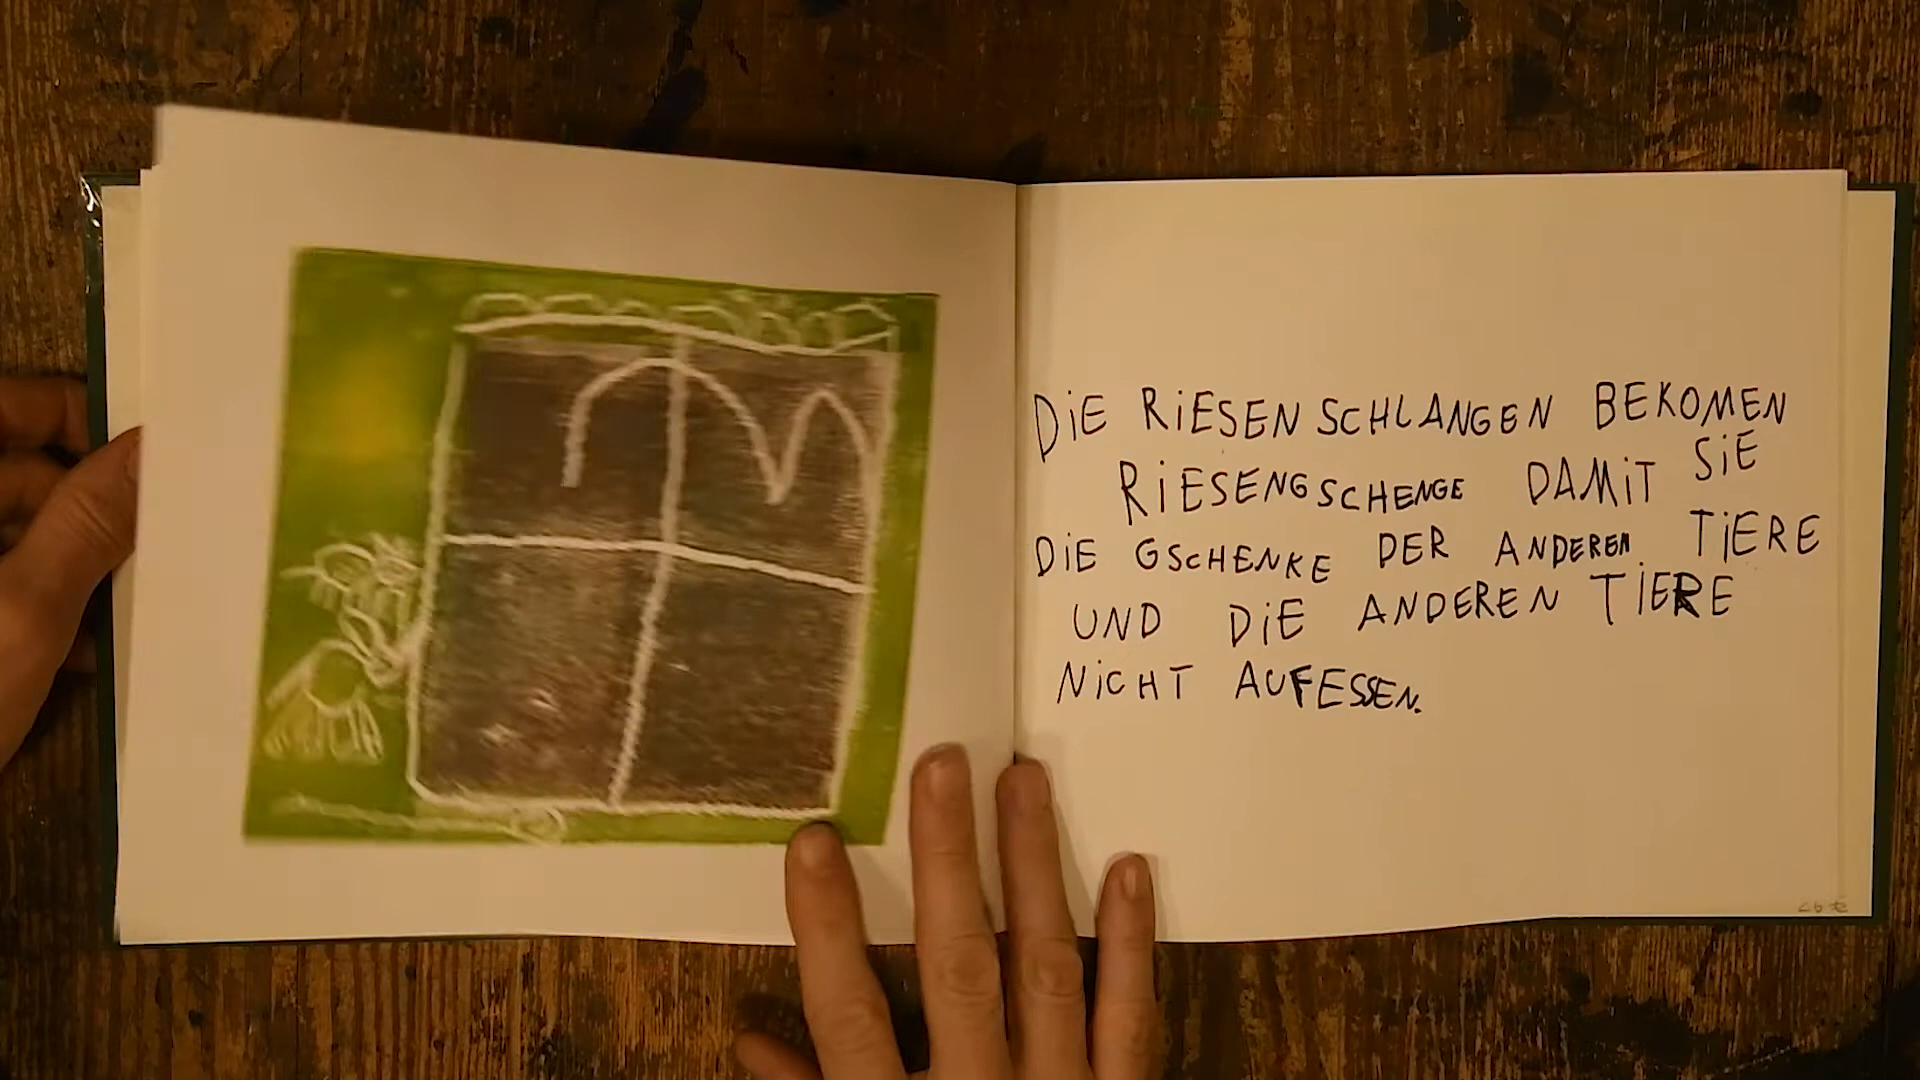 DiE RiESENSCHLANGEN BEKOMEN
RiESENGSCHENGE DAMiT SiE
DiE GSCHENKE DER ANDEREN TiERE
UND DiE ANDEREN TiERE
NiCHT AUFESSEN.